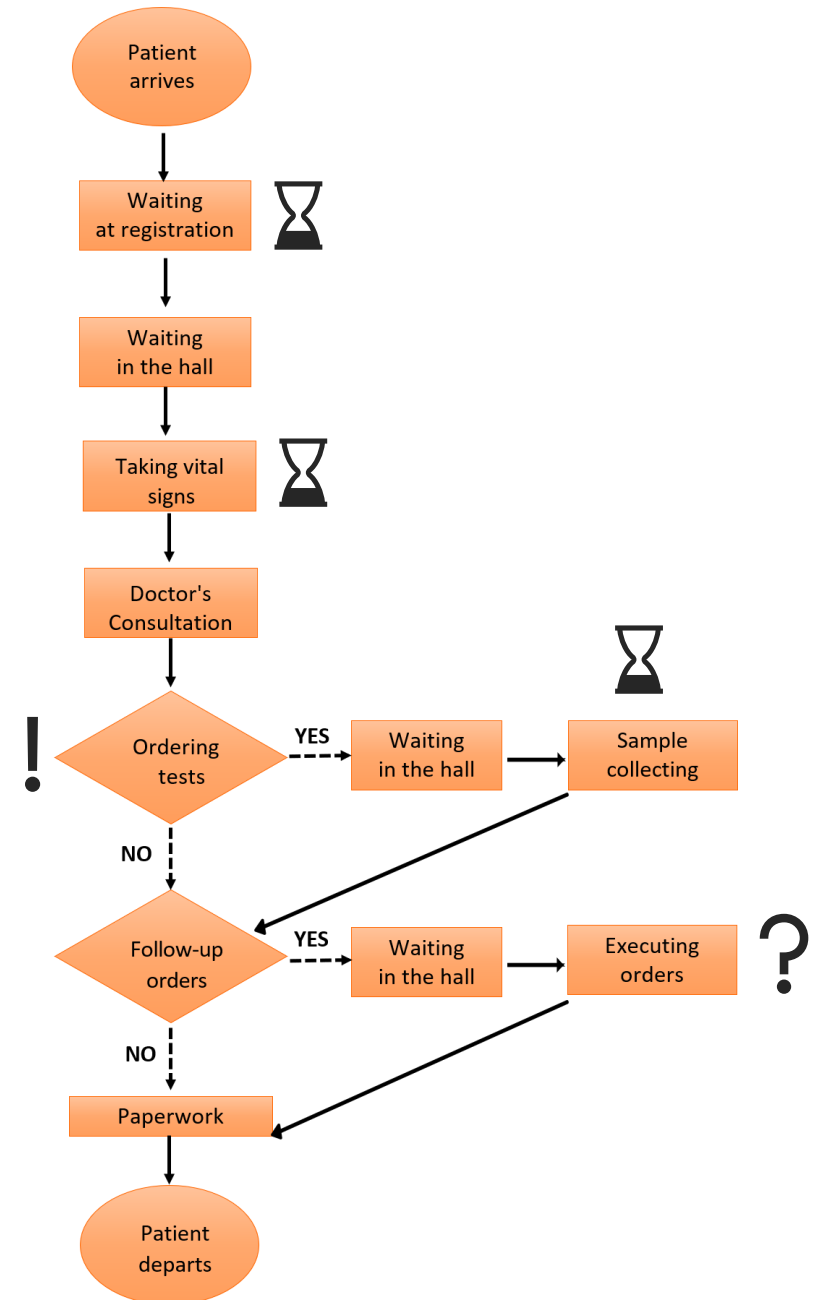 Patient
arrives
Waiting
at registration
Waiting
in the hall
Taking vital
signs
Doctor's
Consultation
!
Ordering
tests
YES
Waiting
in the hall
Sample
collecting
NO
Follow-up
orders
YES
Waiting
in the hall
Executing
orders
?
NO
Paperwork
Patient
departs